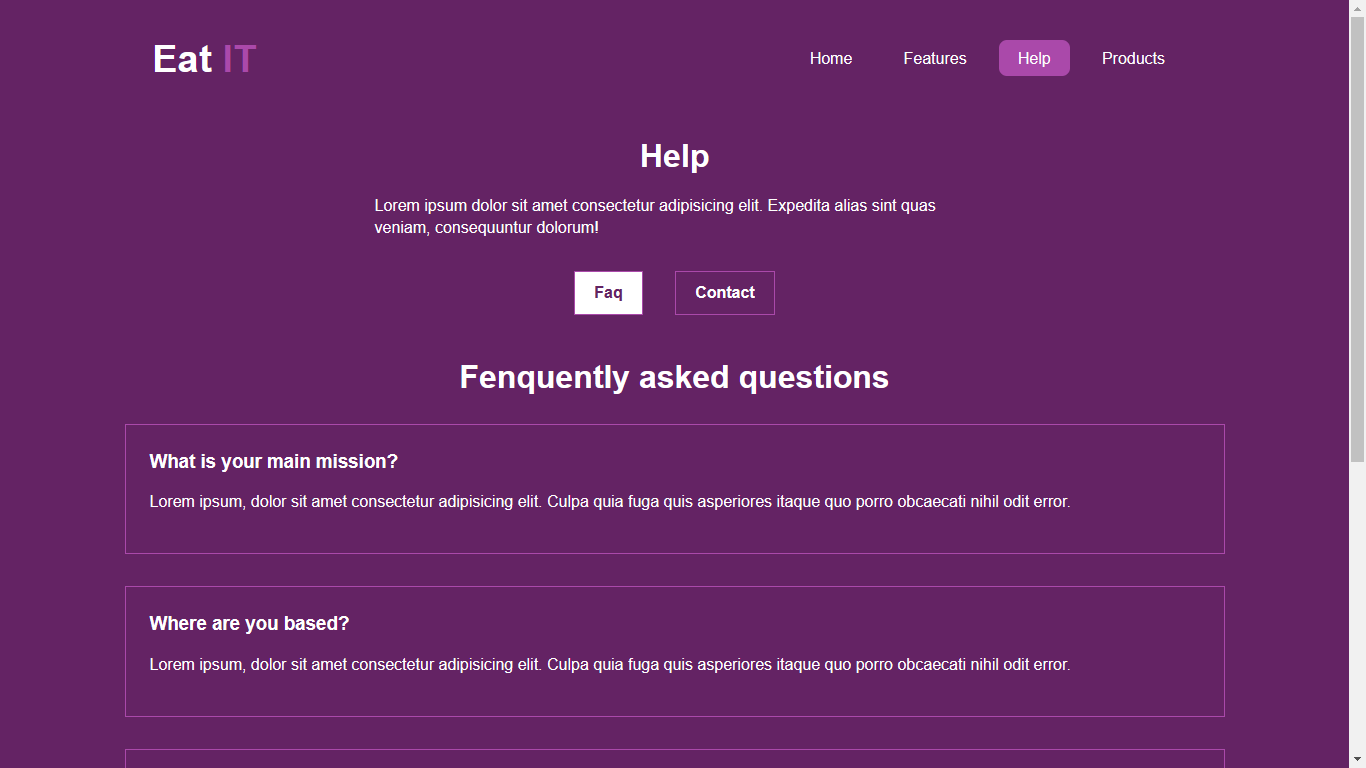 Eat IT
Home Features Help Products
Help
Lorem ipsum dolor sit amet consectetur adipisicing elit. Expedita alias sint quas
veniam, consequuntur dolorum!
Faq Contact
Fenquently asked questions
What is your main mission?
Lorem ipsum, dolor sit amet consectetur adipisicing elit. Culpa quia fuga quis asperiores itaque quo porro obcaecati nihil odit error.
Where are you based?
Lorem ipsum, dolor sit amet consectetur adipisicing elit. Culpa quia fuga quis asperiores itaque quo porro obcaecati nihil odit error.